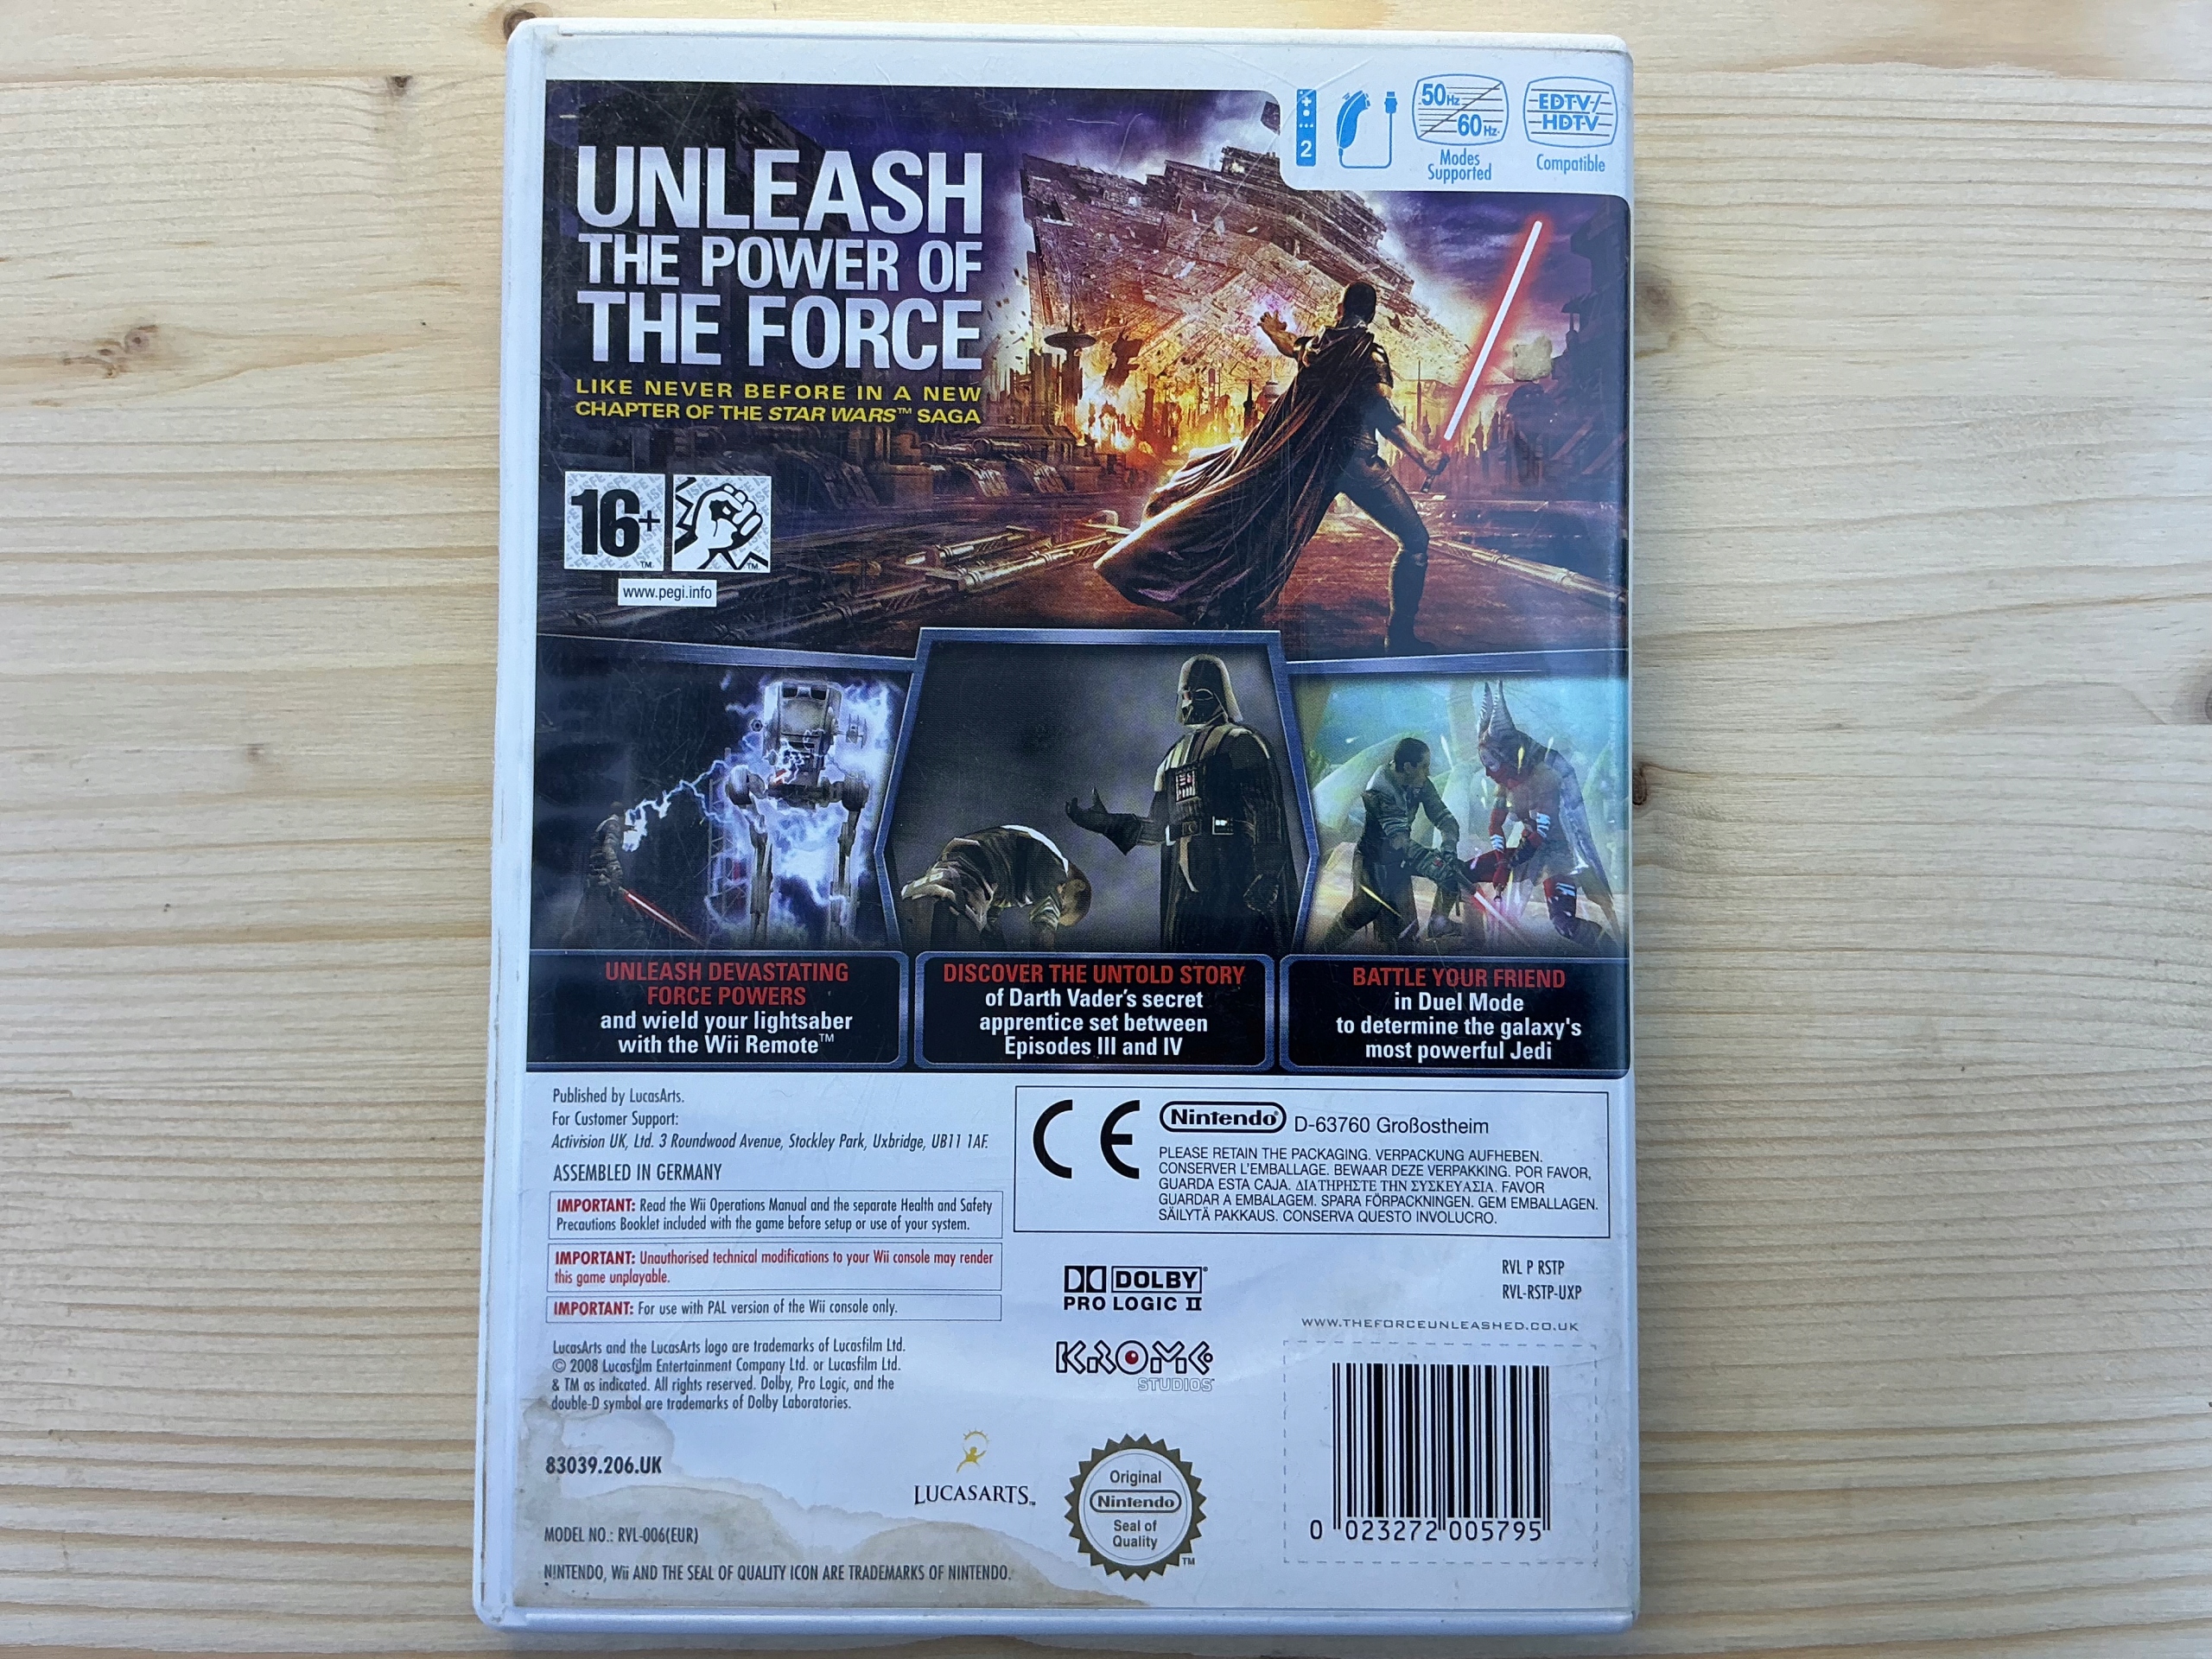 UNLEASH
THE POWER OF
THE FORCE
LIKE NEVER BEFORE IN A NEW
CHAPTER OF THE STAR WARS™ SAGA
2
50Hz
60Hz
Modes
Supported
EDTV/
HDTV
Compatible
16+
™
™
www.pegi.info
UNLEASH DEVASTATING
FORCE POWERS
and wield your lightsaber
with the Wii Remote™
DISCOVER THE UNTOLD STORY
of Darth Vader's secret
apprentice set between
Episodes III and IV
BATTLE YOUR FRIEND
in Duel Mode
to determine the galaxy's
most powerful Jedi
Published by LucasArts.
For Customer Support:
Activision UK, Ltd. 3 Roundwood Avenue, Stockley Park, Uxbridge, UB11 1AF.
ASSEMBLED IN GERMANY
IMPORTANT: Read the Wii Operations Manual and the separate Health and Safety
Precautions Booklet included with the game before setup or use of your system.
IMPORTANT: Unauthorised technical modifications to your Wii console may render
this game unplayable.
IMPORTANT: For use with PAL version of the Wii console only.
LucasArts and the LucasArts logo are trademarks of Lucasfilm Ltd.
© 2008 Lucasfilm Entertainment Company Ltd. or Lucasfilm Ltd.
& TM as indicated. All rights reserved. Dolby, Pro Logic, and the
double-D symbol are trademarks of Dolby Laboratories.
83039.206.UK
MODEL NO.: RVL-006(EUR)
NINTENDO, Wii AND THE SEAL OF QUALITY ICON ARE TRADEMARKS OF NINTENDO.
LUCASARTS™
CE
Nintendo® D-63760 Großostheim
PLEASE RETAIN THE PACKAGING. VERPACKUNG AUFHEBEN.
CONSERVER L'EMBALLAGE. BEWAAR DEZE VERPAKKING. POR FAVOR,
GUARDA ESTA CAJA. ΔΙΑΤΗΡΗΣΤΕ ΤΗΝ ΣΥΣΚΕΥΑΣΙΑ. FAVOR
GUARDAR A EMBALAGEM. SPARA FÖRPACKNINGEN. GEM EMBALLAGEN.
SÄILYTÄ PAKKAUS. CONSERVA QUESTO INVOLUCRO.
DOLBY®
PRO LOGIC II
KROME
STUDIOS
Original
Nintendo
Seal of
Quality
™
RVL P RSTP
RVL-RSTP-UXP
WWW.THEFORCEUNLEASHED.CO.UK
0 023272 005795